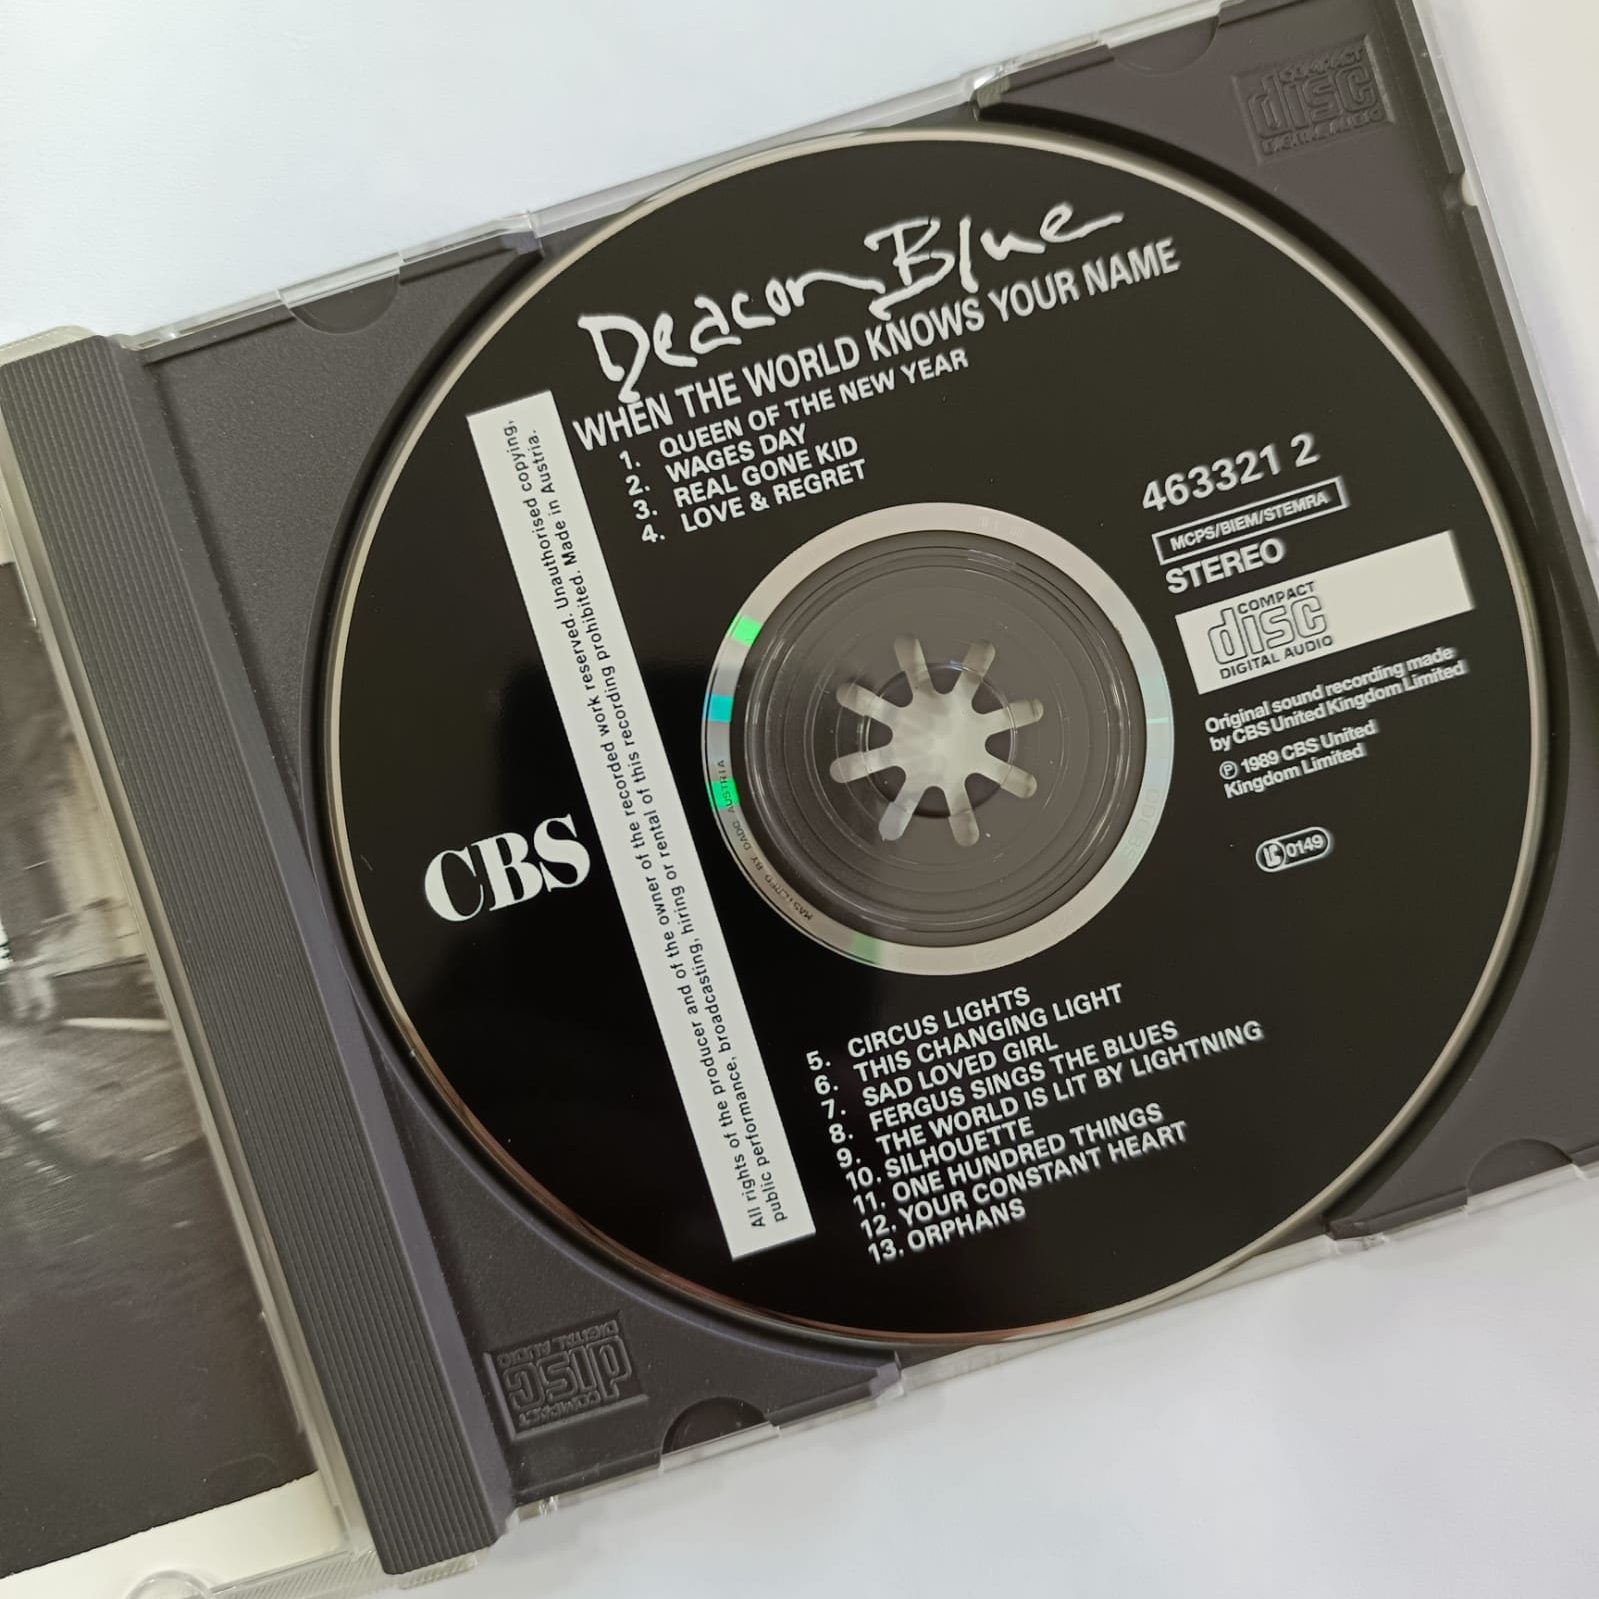 Deacon Blue
WHEN THE WORLD KNOWS YOUR NAME
1. QUEEN OF THE NEW YEAR
2. WAGES DAY
3. REAL GONE KID
4. LOVE & REGRET
463321 2
MCPS/BIEM/STEMRA
STEREO
COMPACT
disc
DIGITAL AUDIO
Original sound recording made
by CBS United Kingdom Limited
℗ 1989 CBS United
Kingdom Limited
LC 0149
CBS
All rights of the producer and of the owner of the recorded work reserved. Unauthorised copying,
public performance, broadcasting, hiring or rental of this recording prohibited. Made in Austria.
MASTERED BY DADC AUSTRIA
5. CIRCUS LIGHTS
6. THIS CHANGING LIGHT
7. SAD LOVED GIRL
8. FERGUS SINGS THE BLUES
9. THE WORLD IS LIT BY LIGHTNING
10. SILHOUETTE
11. ONE HUNDRED THINGS
12. YOUR CONSTANT HEART
13. ORPHANS
COMPACT
disc
DIGITAL AUDIO
COMPACT
disc
DIGITAL AUDIO